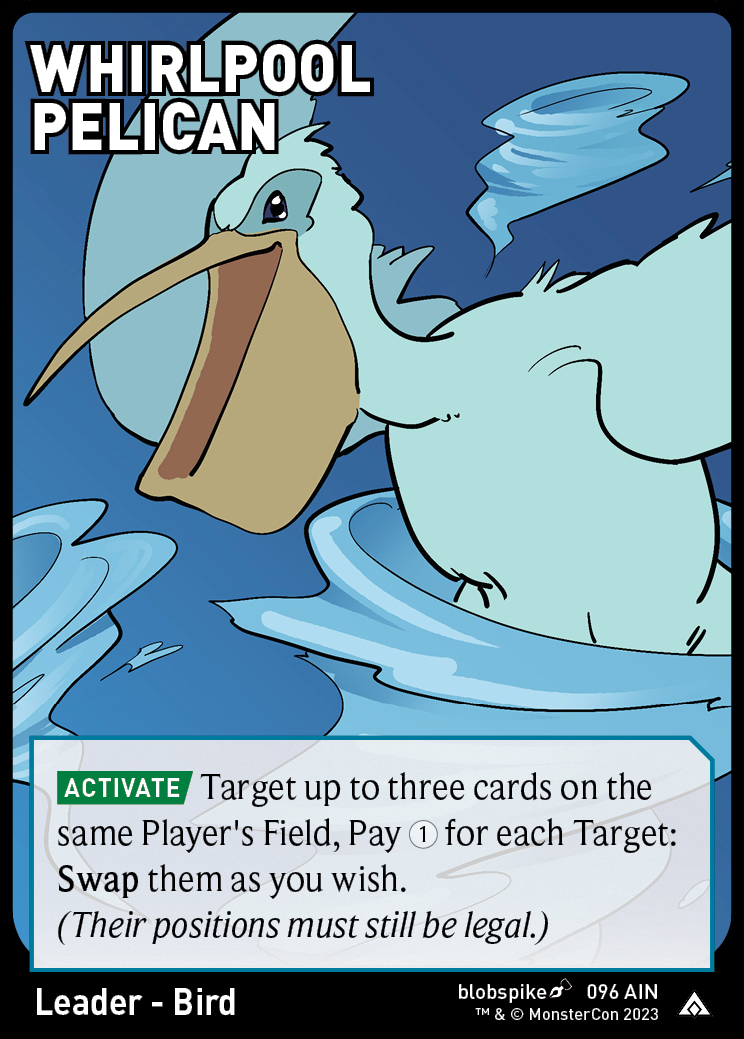 WHIRLPOOL
PELICAN
ACTIVATE Target up to three cards on the
same Player's Field, Pay ① for each Target:
Swap them as you wish.
(Their positions must still be legal.)
Leader - Bird
blobspike 096 AIN
™ & © MonsterCon 2023